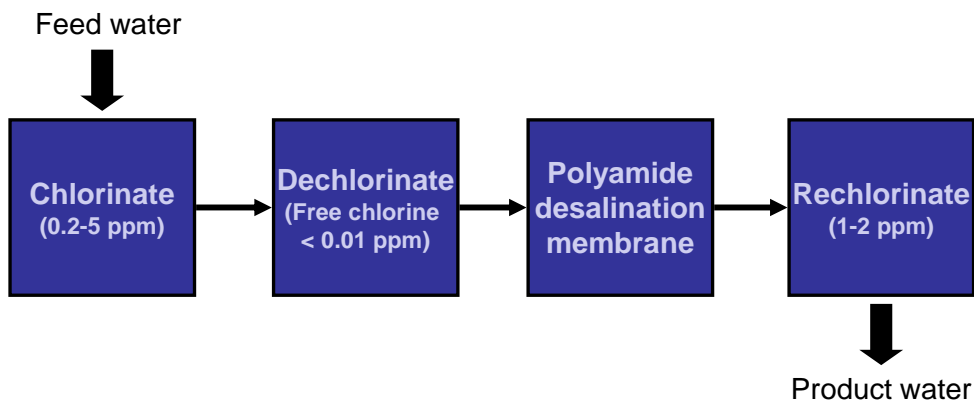 Feed water
Chlorinate
(0.2-5 ppm)
Dechlorinate
(Free chlorine
< 0.01 ppm)
Polyamide
desalination
membrane
Rechlorinate
(1-2 ppm)
Product water